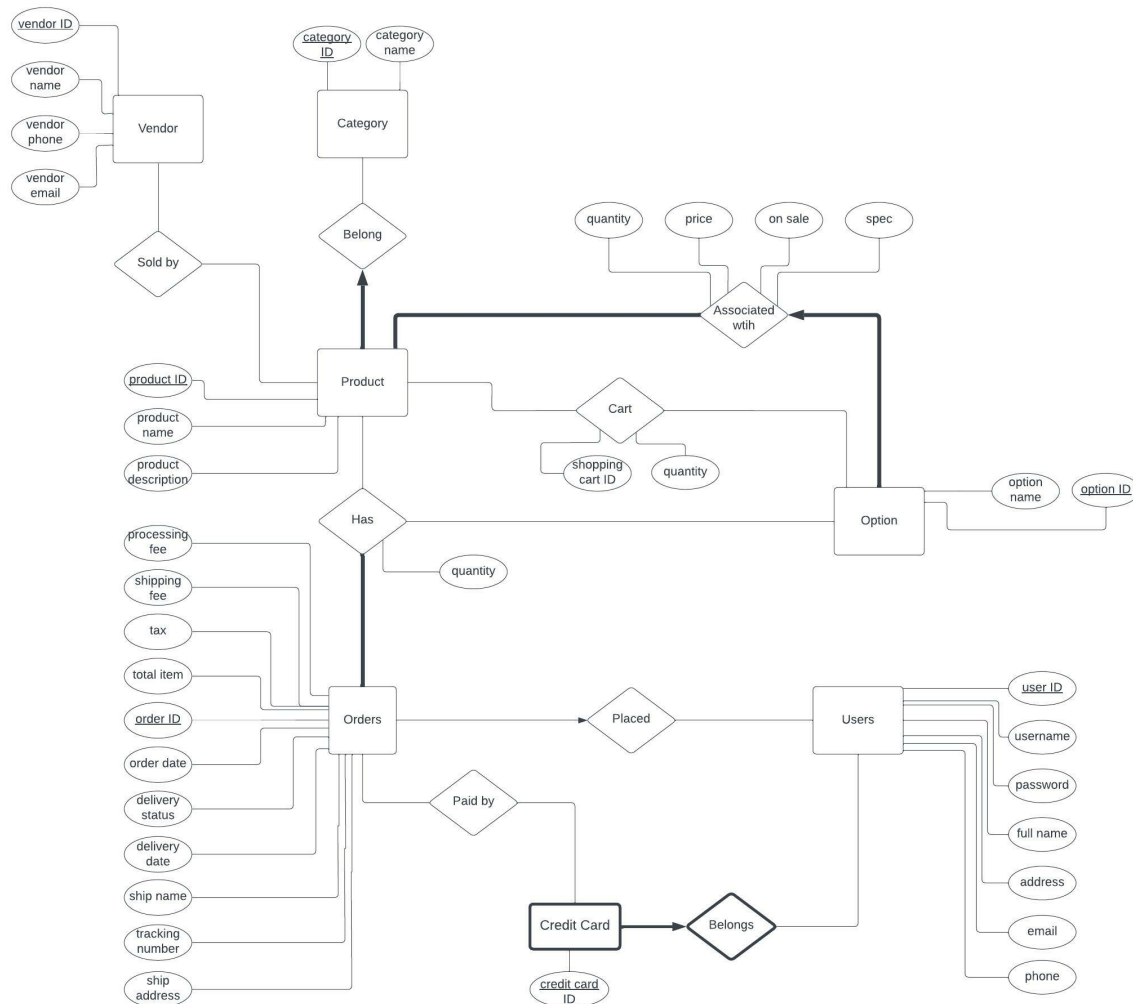 vendor ID
vendor
name
vendor
phone
vendor
email
Vendor
Sold by
category
ID
category
name
Category
Belong
quantity
price
on sale
spec
Associated
wtih
product ID
product
name
product
description
Product
Cart
shopping
cart ID
quantity
option
name
option ID
Option
Has
quantity
processing
fee
shipping
fee
tax
total item
order ID
order date
delivery
status
delivery
date
ship name
tracking
number
ship
address
Orders
Placed
Users
user ID
username
password
full name
address
email
phone
Paid by
Credit Card
Belongs
credit card
ID